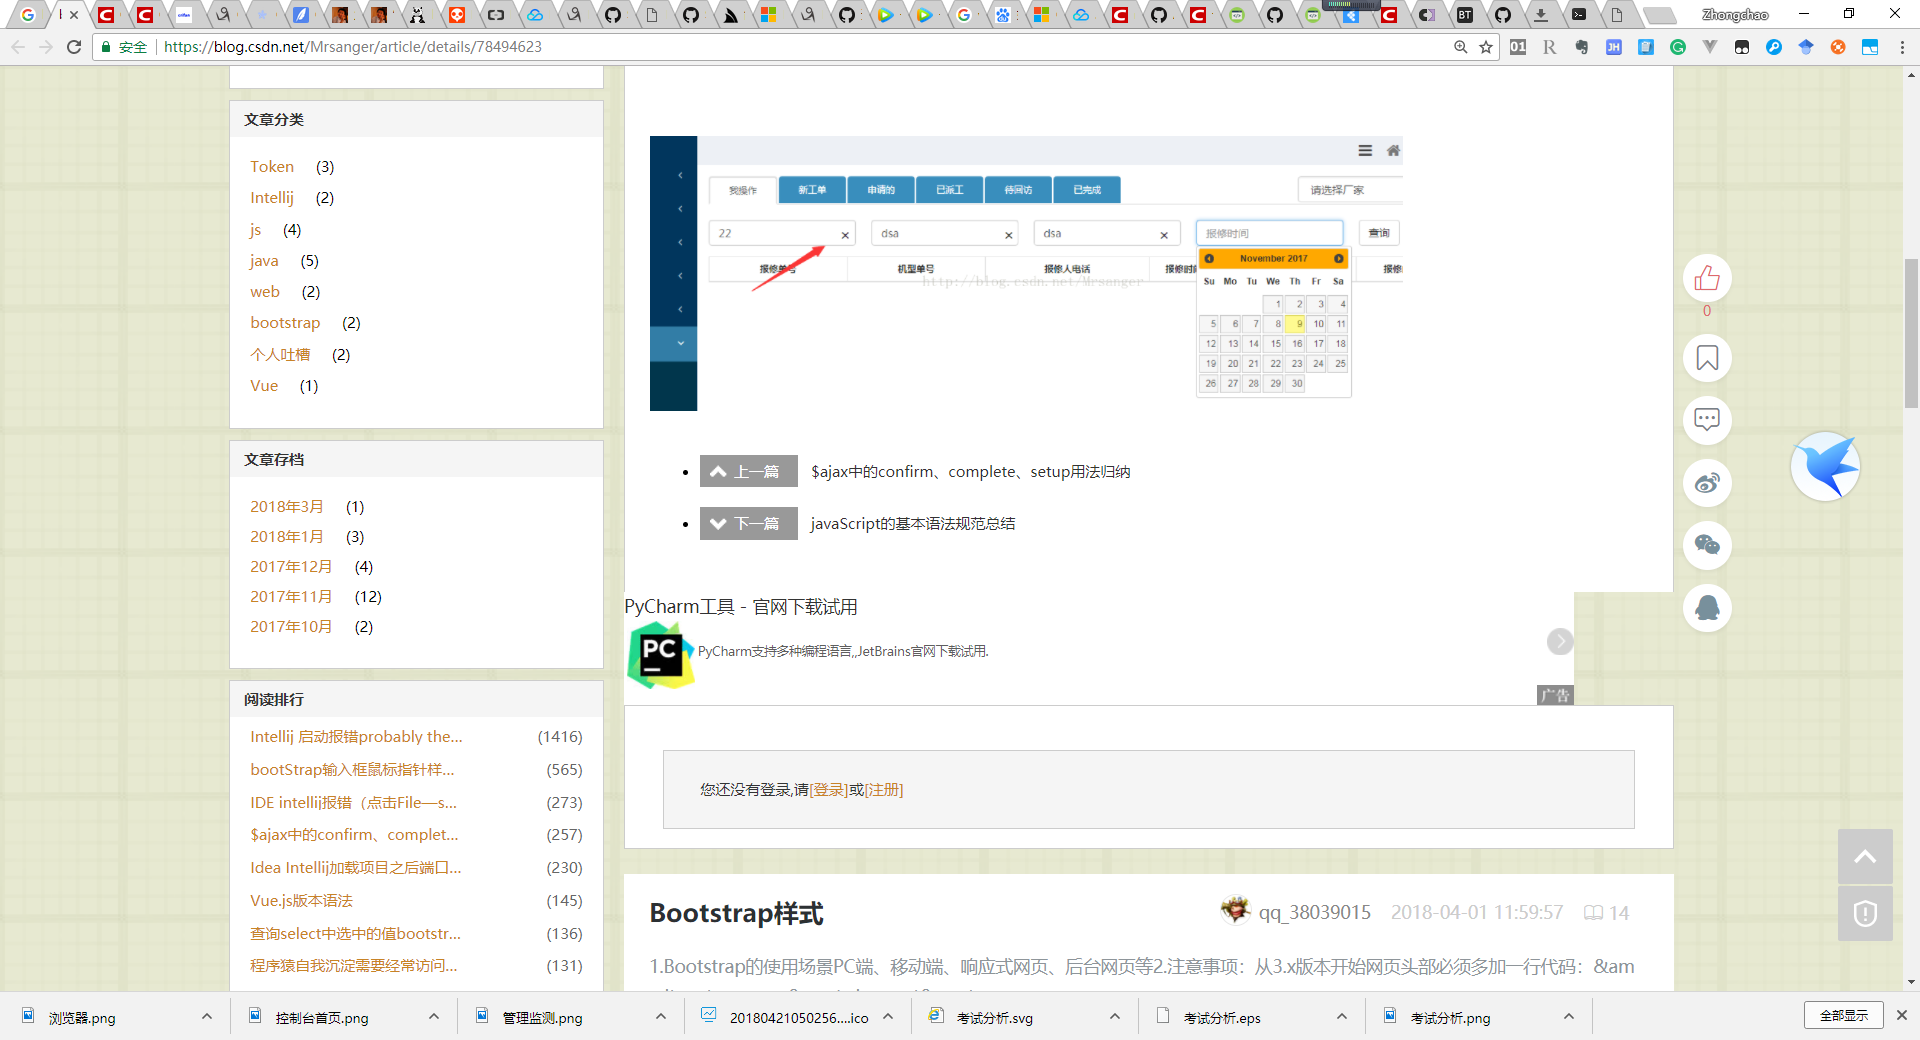 Zhongchao
安全
https://blog.csdn.net/Mrsanger/article/details/78494623
文章分类
Token (3)
Intellij (2)
js (4)
java (5)
web (2)
bootstrap (2)
个人吐槽 (2)
Vue (1)
文章存档
2018年3月 (1)
2018年1月 (3)
2017年12月 (4)
2017年11月 (12)
2017年10月 (2)
阅读排行
Intellij 启动报错probably the... (1416)
bootStrap输入框鼠标指针样... (565)
IDE intellij报错（点击File—s... (273)
$ajax中的confirm、complet... (257)
Idea Intellij加载项目之后端口... (230)
Vue.js版本语法 (145)
查询select中选中的值bootstr... (136)
程序猿自我沉淀需要经常访问... (131)
我操作 新工单 申请的 已派工 待回访 已完成 请选择厂家
22 dsa dsa 报修时间 查询
报修单号 机型单号 报修人电话 报修时 报修
http://blog.csdn.net/Mrsanger
November 2017
Su Mo Tu We Th Fr Sa
1 2 3 4
5 6 7 8 9 10 11
12 13 14 15 16 17 18
19 20 21 22 23 24 25
26 27 28 29 30
上一篇 $ajax中的confirm、complete、setup用法归纳
下一篇 javaScript的基本语法规范总结
PyCharm工具 - 官网下载试用
PC
PyCharm支持多种编程语言,,JetBrains官网下载试用.
广告
您还没有登录,请[登录]或[注册]
Bootstrap样式
qq_38039015 2018-04-01 11:59:57 14
1.Bootstrap的使用场景PC端、移动端、响应式网页、后台网页等2.注意事项：从3.x版本开始网页头部必须多加一行代码：&am
0
浏览器.png
控制台首页.png
管理监测.png
20180421050256....ico
考试分析.svg
考试分析.eps
考试分析.png
全部显示